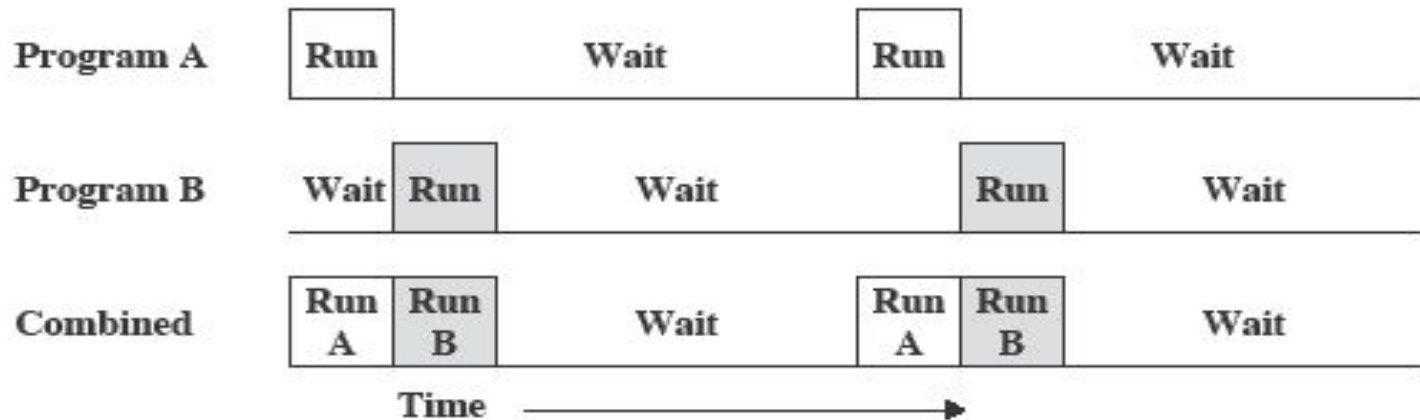 Program A Run Wait Run Wait
Program B Wait Run Wait Run Wait
Combined Run A Run B Wait Run A Run B Wait
Time